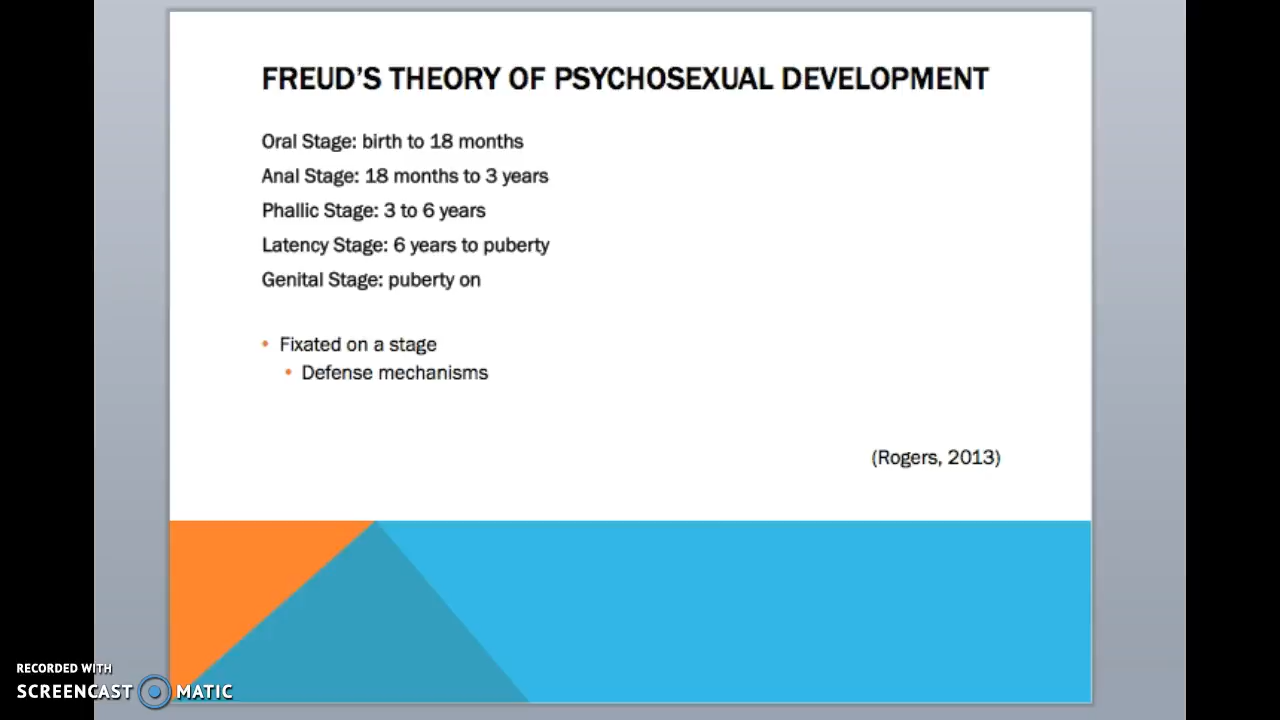 FREUD'S THEORY OF PSYCHOSEXUAL DEVELOPMENT
Oral Stage: birth to 18 months
Anal Stage: 18 months to 3 years
Phallic Stage: 3 to 6 years
Latency Stage: 6 years to puberty
Genital Stage: puberty on
• Fixated on a stage
• Defense mechanisms
(Rogers, 2013)
RECORDED WITH
SCREENCAST MATIC